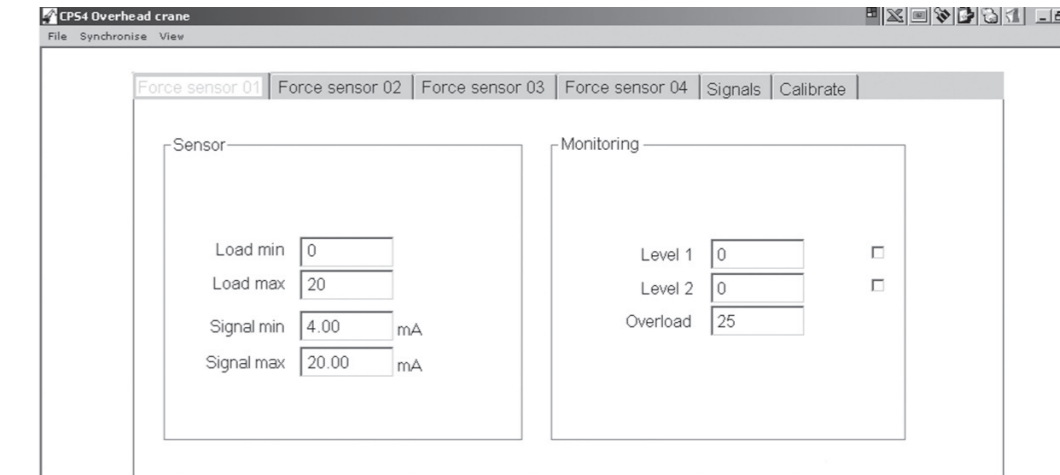 CPS4 Overhead crane
File Synchronise View
Force sensor 01 Force sensor 02 Force sensor 03 Force sensor 04 Signals Calibrate
Sensor
Load min 0
Load max 20
Signal min 4.00 mA
Signal max 20.00 mA
Monitoring
Level 1 0
Level 2 0
Overload 25